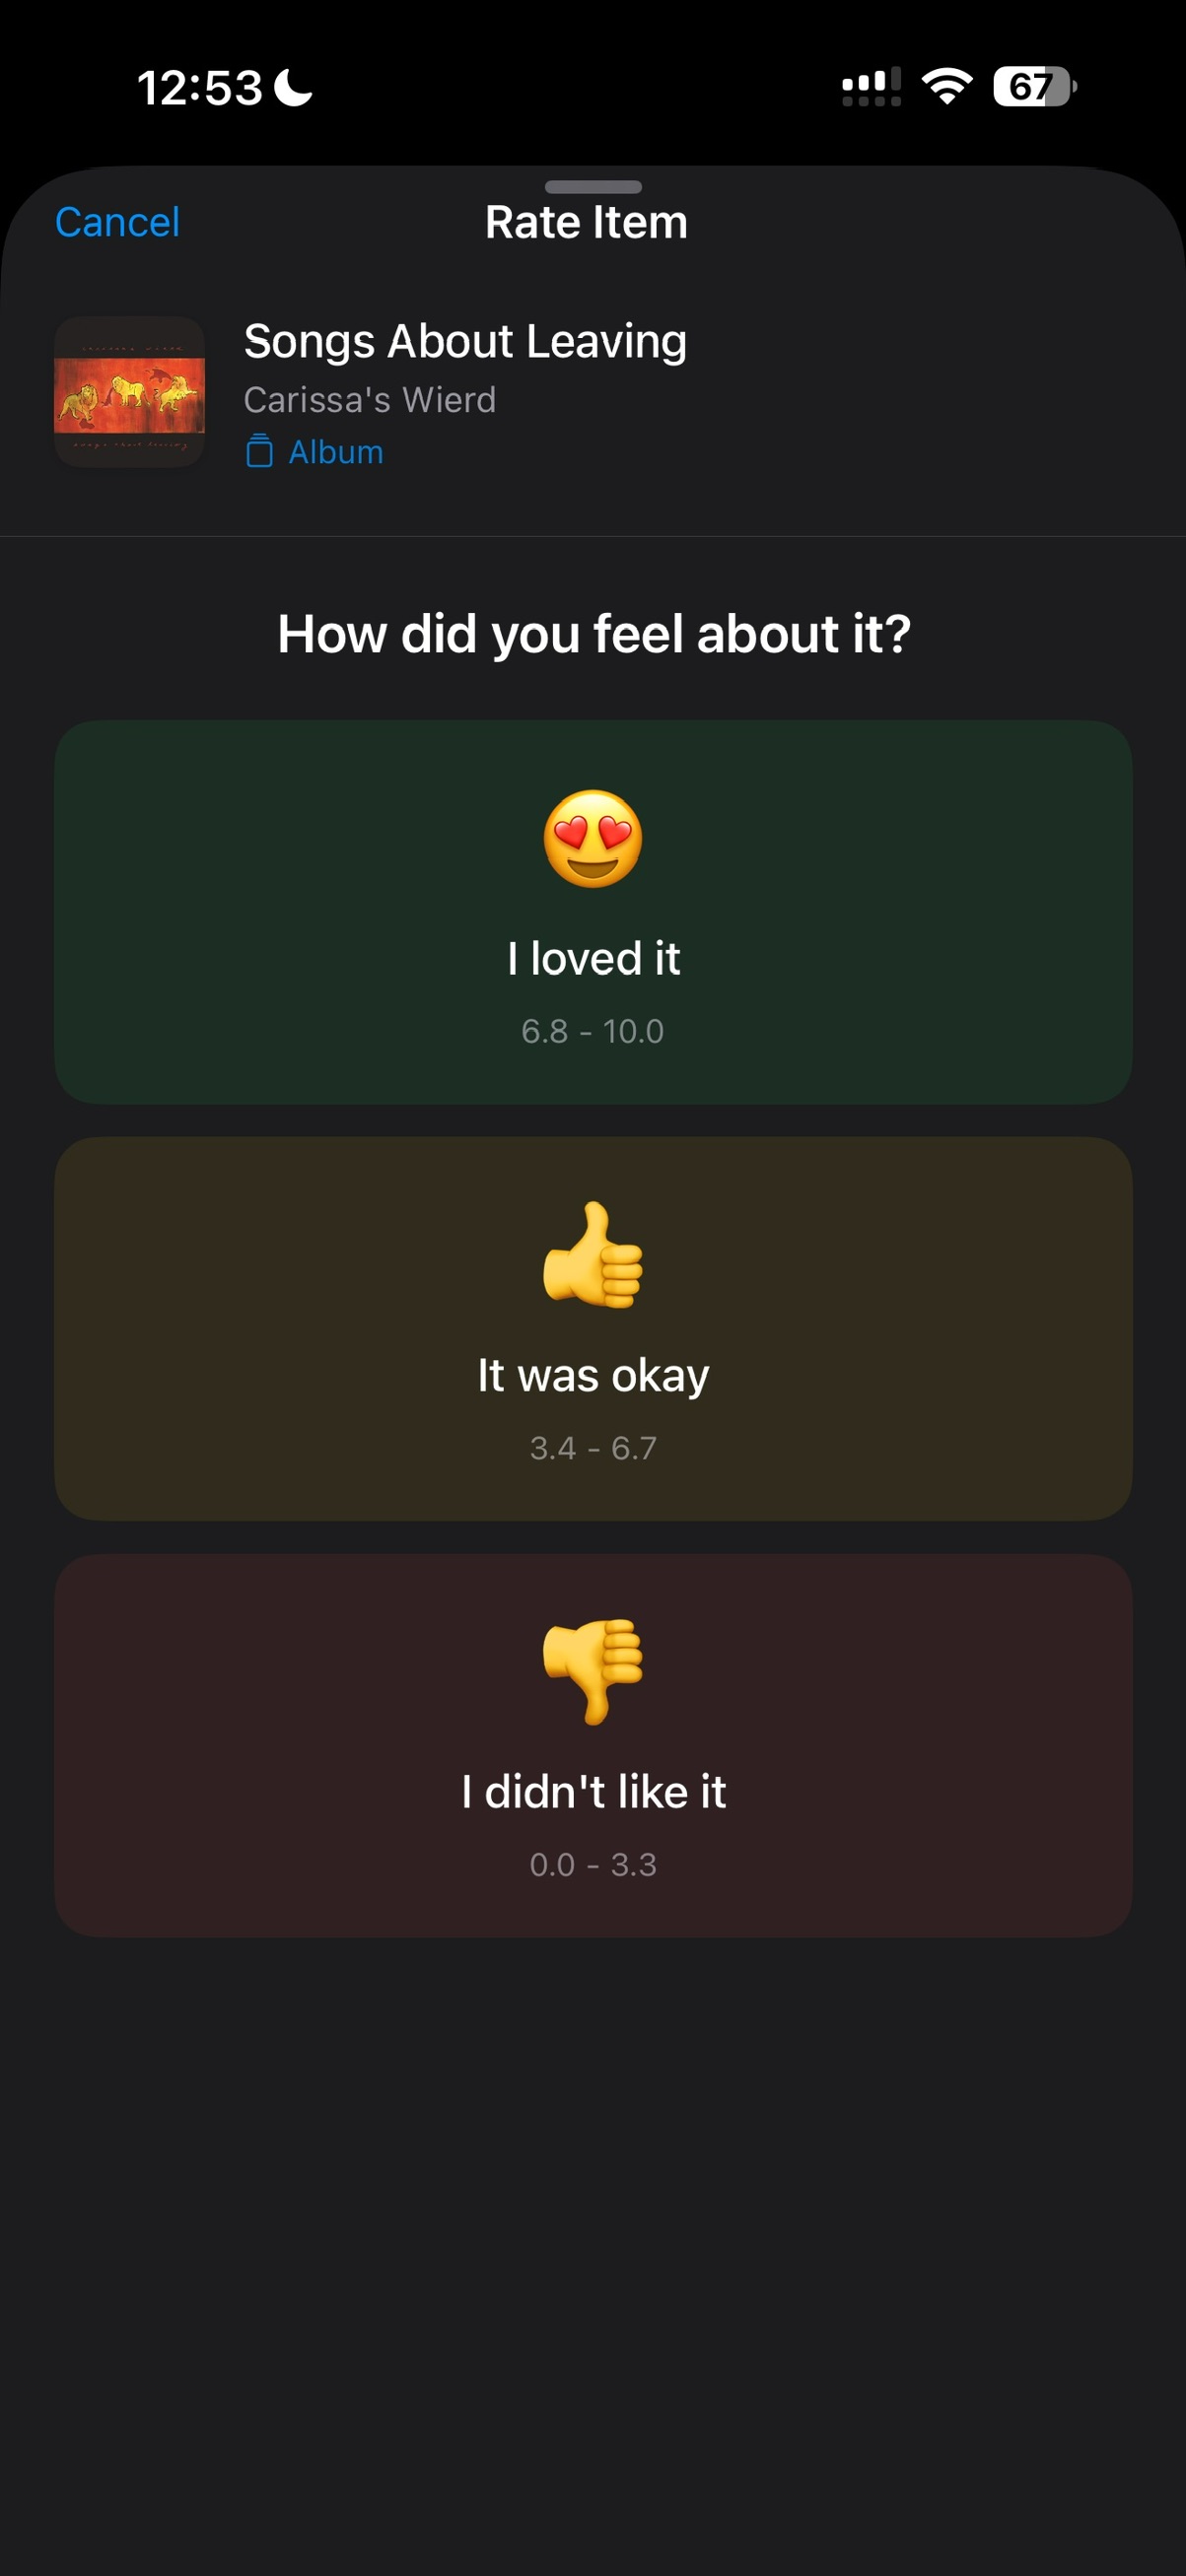 12:53
67
Cancel
Rate Item
Songs About Leaving
Carissa's Wierd
Album
How did you feel about it?
I loved it
6.8 - 10.0
It was okay
3.4 - 6.7
I didn't like it
0.0 - 3.3